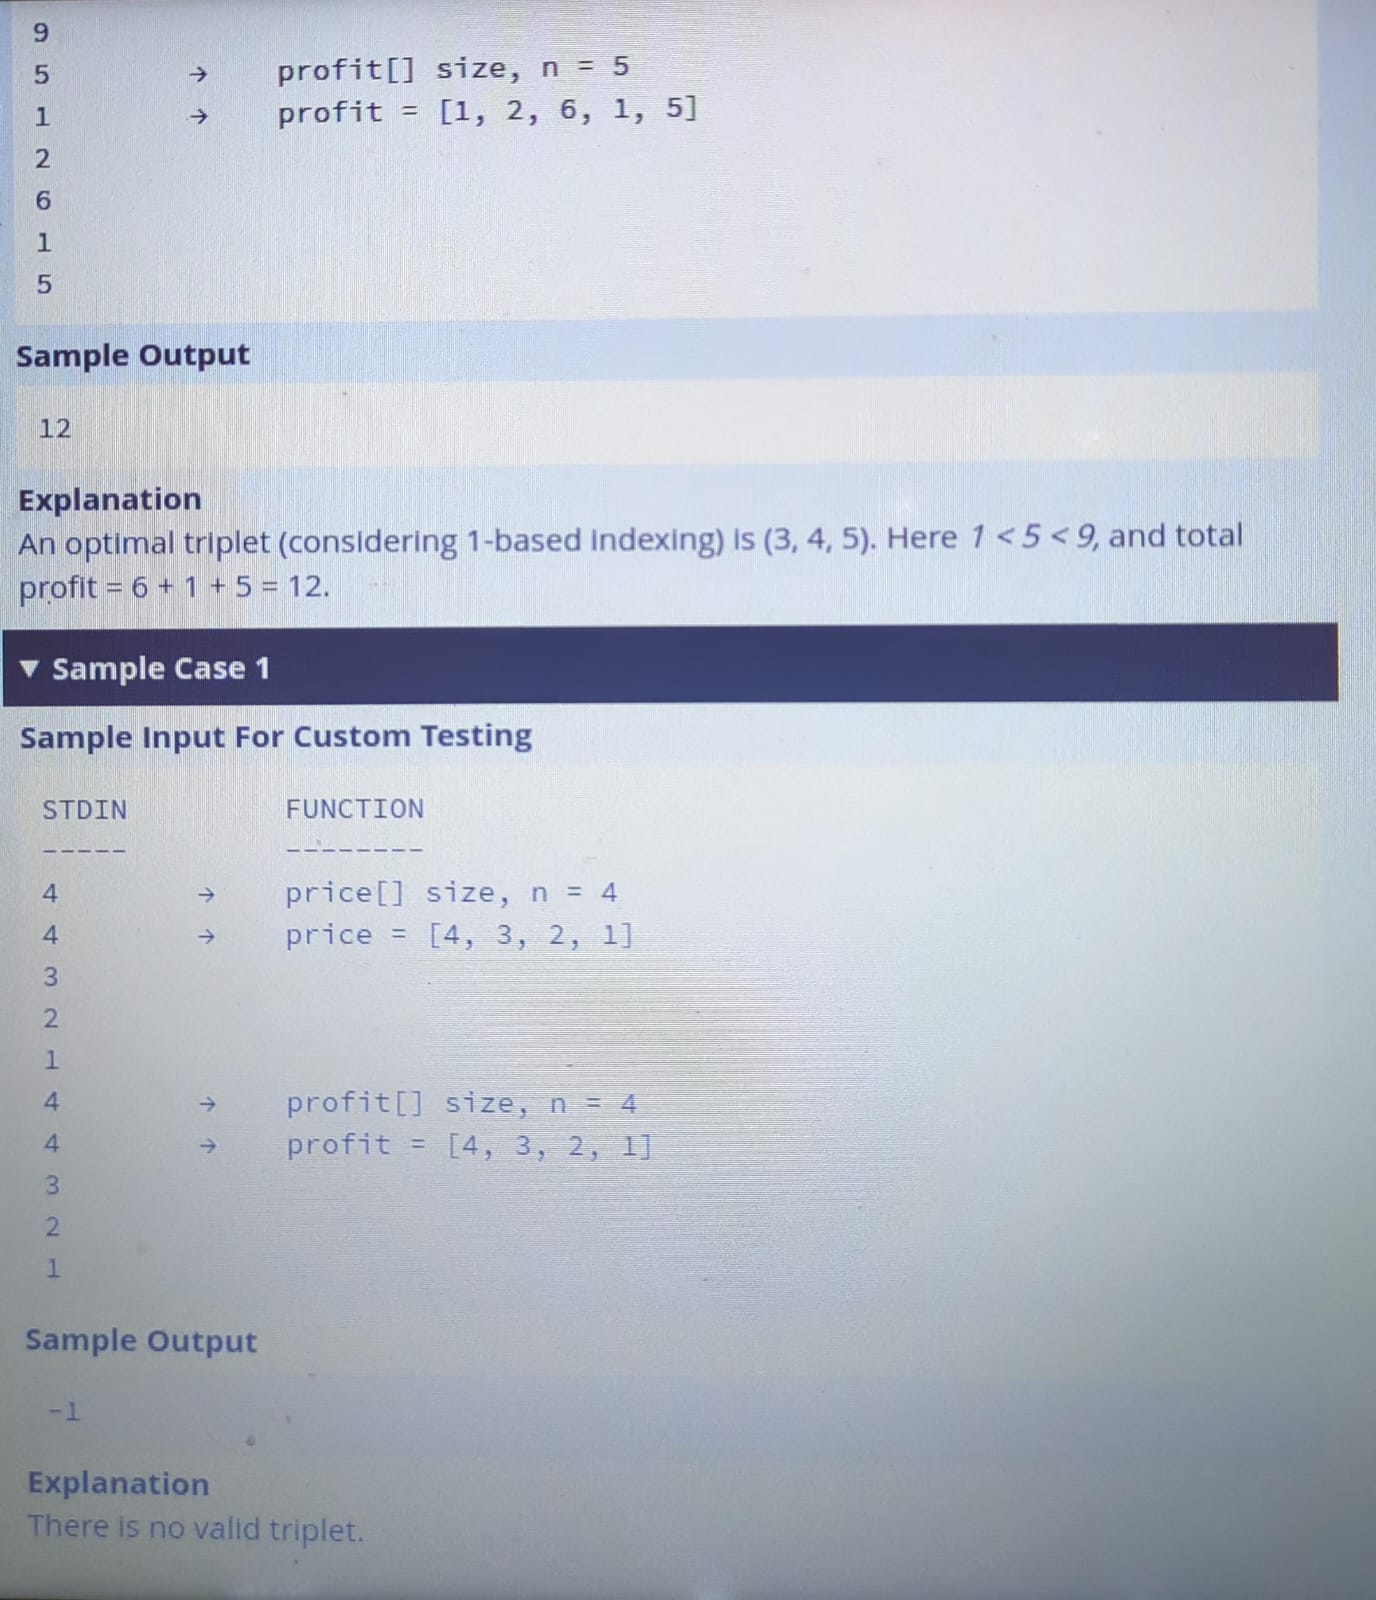 9
5 → profit[] size, n = 5
1 → profit = [1, 2, 6, 1, 5]
2
6
1
5
Sample Output
12
Explanation
An optimal triplet (considering 1-based indexing) is (3, 4, 5). Here 1 < 5 < 9, and total
profit = 6 + 1 + 5 = 12.
▼ Sample Case 1
Sample Input For Custom Testing
STDIN FUNCTION
----- --------
4 → price[] size, n = 4
4 → price = [4, 3, 2, 1]
3
2
1
4 → profit[] size, n = 4
4 → profit = [4, 3, 2, 1]
3
2
1
Sample Output
-1
Explanation
There is no valid triplet.